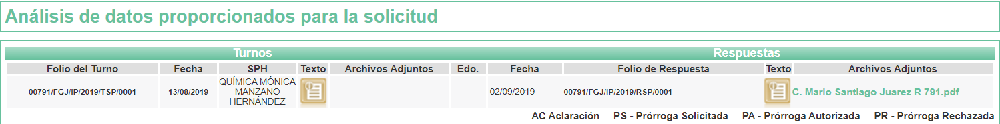 Análisis de datos proporcionados para la solicitud
Turnos Respuestas
Folio del Turno Fecha SPH Texto Archivos Adjuntos Edo. Fecha Folio de Respuesta Texto Archivos Adjuntos
00791/FGJ/IP/2019/TSP/0001 13/08/2019 QUÍMICA MÓNICA MANZANO HERNÁNDEZ 02/09/2019 00791/FGJ/IP/2019/RSP/0001 C. Mario Santiago Juarez R 791.pdf
AC Aclaración PS - Prórroga Solicitada PA - Prórroga Autorizada PR - Prórroga Rechazada